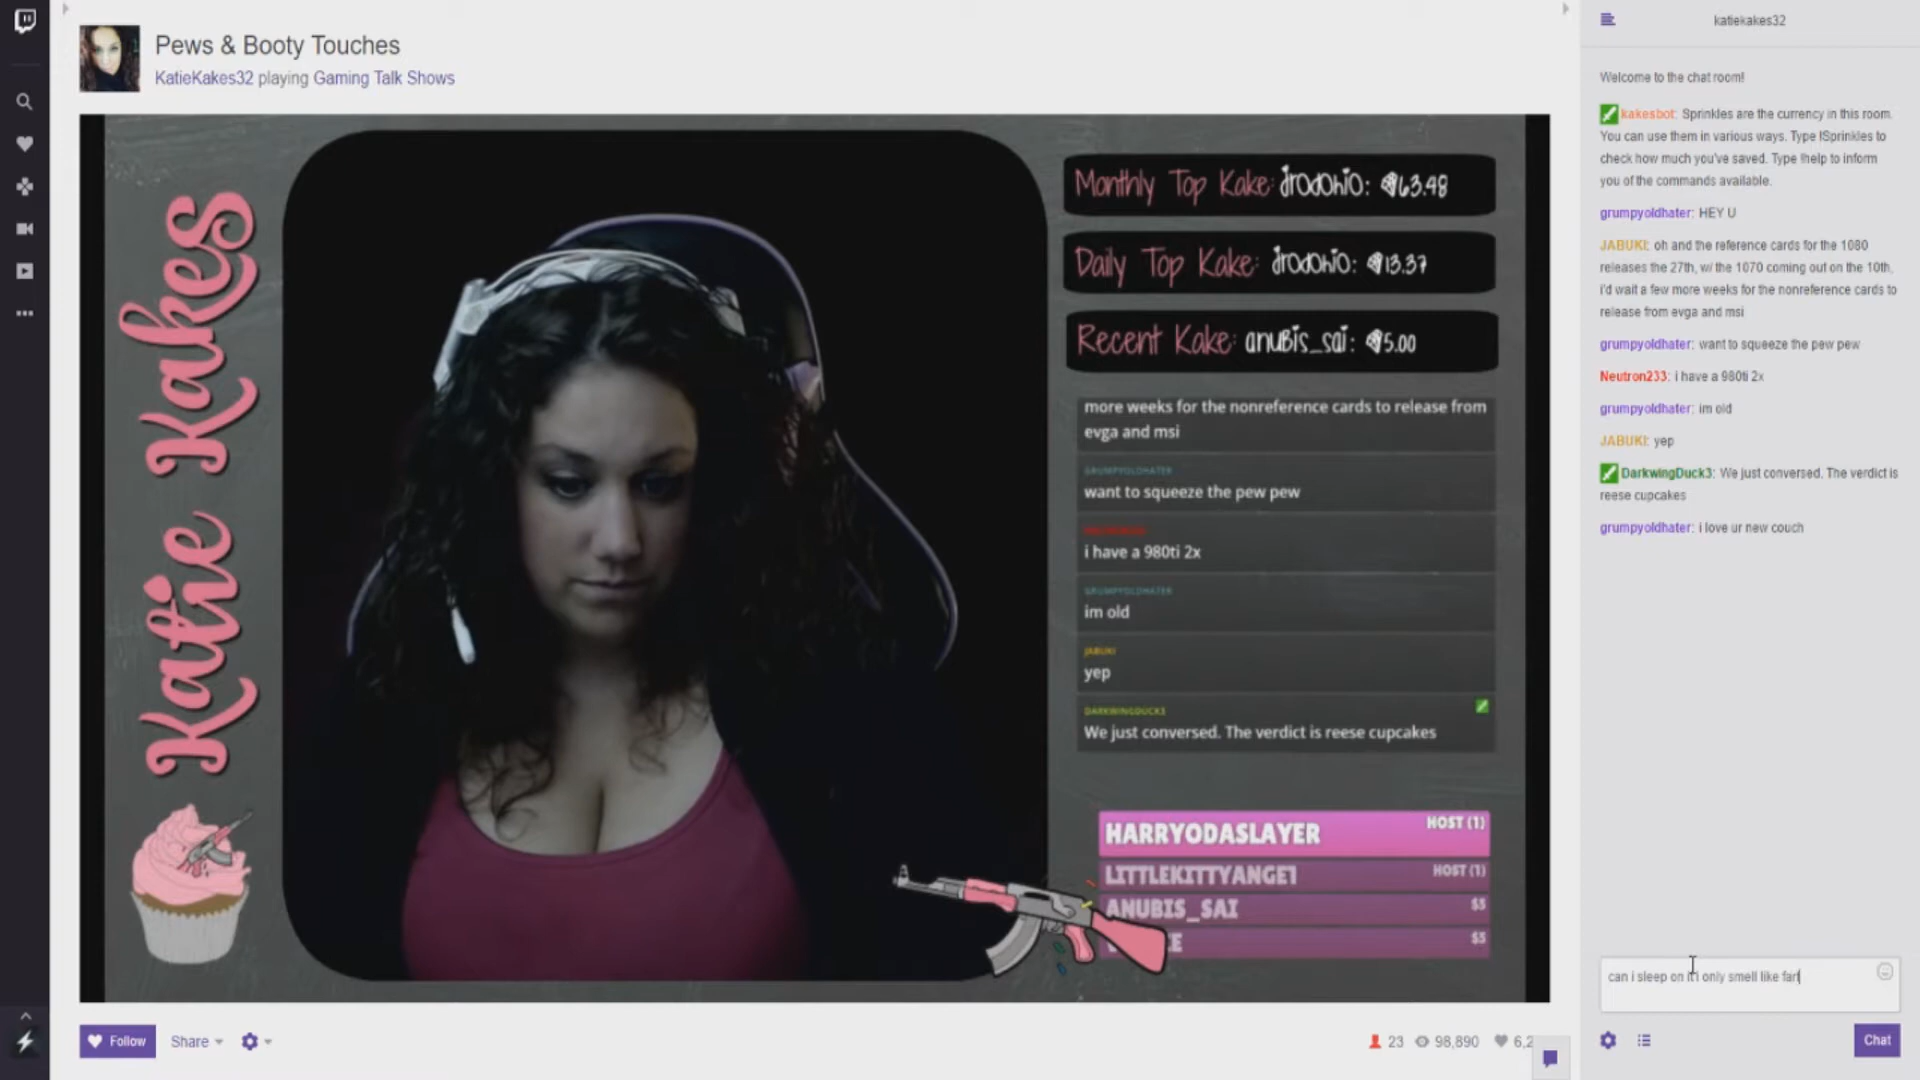 Pews & Booty Touches
KatieKakes32 playing Gaming Talk Shows
Katie Kakes
Monthly Top Kake: drodohio: 63.48
Daily Top Kake: drodohio: 13.37
Recent Kake: anubis_sai: 5.00
more weeks for the nonreference cards to release from
evga and msi
GRUMPYOLDHATER
want to squeeze the pew pew
i have a 980ti 2x
GRUMPYOLDHATER
im old
JABUKI
yep
DARKWINGDUCK3
We just conversed. The verdict is reese cupcakes
HARRYODASLAYER HOST (1)
LITTLEKITTYANGE1 HOST (1)
ANUBIS_SAI $5
$5
Follow Share 23 98,890 6,2
katiekakes32
Welcome to the chat room!
kakesbot: Sprinkles are the currency in this room.
You can use them in various ways. Type !Sprinkles to
check how much you've saved. Type !help to inform
you of the commands available.
grumpyoldhater: HEY U
JABUKI: oh and the reference cards for the 1080
releases the 27th, w/ the 1070 coming out on the 10th,
i'd wait a few more weeks for the nonreference cards to
release from evga and msi
grumpyoldhater: want to squeeze the pew pew
Neutron233: i have a 980ti 2x
grumpyoldhater: im old
JABUKI: yep
DarkwingDuck3: We just conversed. The verdict is
reese cupcakes
grumpyoldhater: i love ur new couch
can i sleep on it i only smell like fart
Chat